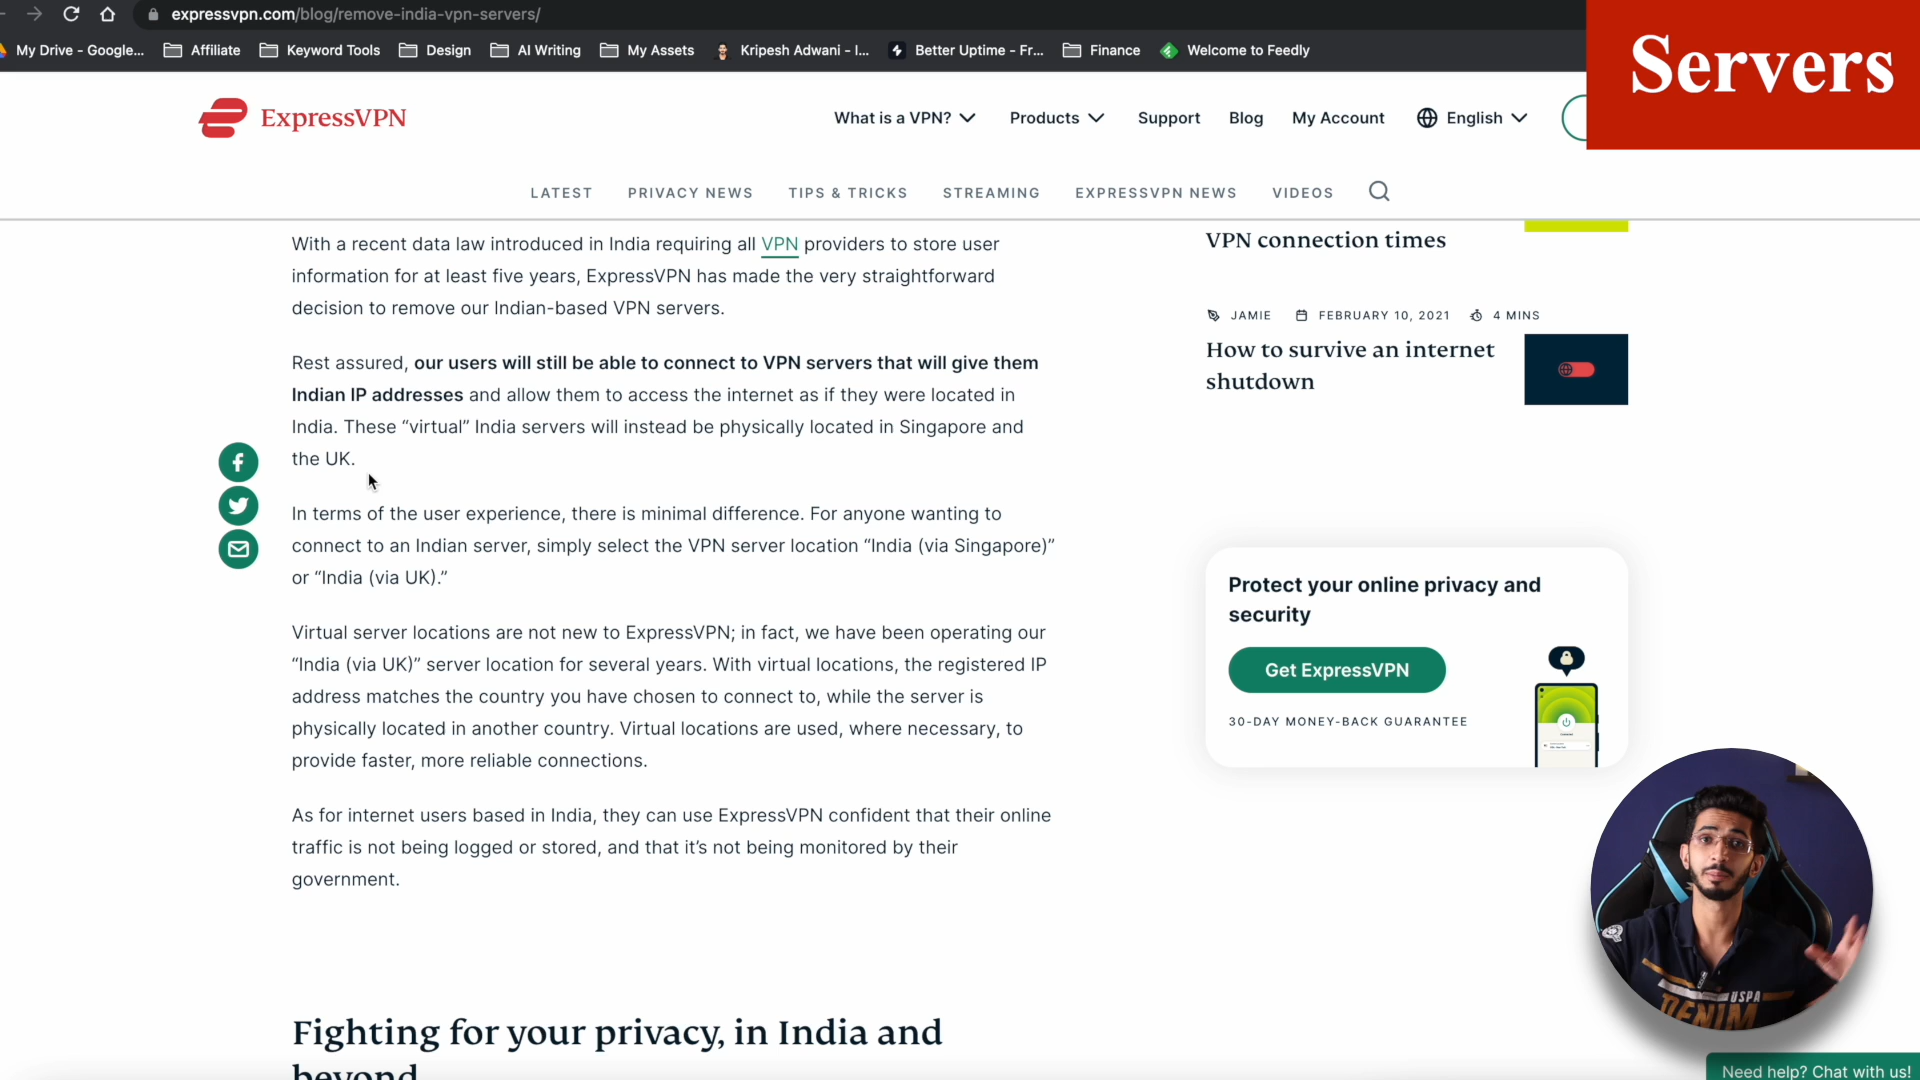 expressvpn.com/blog/remove-india-vpn-servers/
My Drive - Google... Affiliate Keyword Tools Design AI Writing My Assets Kripesh Adwani - I... Better Uptime - Fr... Finance Welcome to Feedly
Servers
ExpressVPN
What is a VPN? Products Support Blog My Account English
LATEST PRIVACY NEWS TIPS & TRICKS STREAMING EXPRESSVPN NEWS VIDEOS
With a recent data law introduced in India requiring all VPN providers to store user
information for at least five years, ExpressVPN has made the very straightforward
decision to remove our Indian-based VPN servers.
Rest assured, our users will still be able to connect to VPN servers that will give them
Indian IP addresses and allow them to access the internet as if they were located in
India. These “virtual” India servers will instead be physically located in Singapore and
the UK.
In terms of the user experience, there is minimal difference. For anyone wanting to
connect to an Indian server, simply select the VPN server location “India (via Singapore)”
or “India (via UK).”
Virtual server locations are not new to ExpressVPN; in fact, we have been operating our
“India (via UK)” server location for several years. With virtual locations, the registered IP
address matches the country you have chosen to connect to, while the server is
physically located in another country. Virtual locations are used, where necessary, to
provide faster, more reliable connections.
As for internet users based in India, they can use ExpressVPN confident that their online
traffic is not being logged or stored, and that it’s not being monitored by their
government.
Fighting for your privacy, in India and
beyond
VPN connection times
JAMIE FEBRUARY 10, 2021 4 MINS
How to survive an internet
shutdown
Protect your online privacy and
security
Get ExpressVPN
30-DAY MONEY-BACK GUARANTEE
USPA
DENIM
Need help? Chat with us!